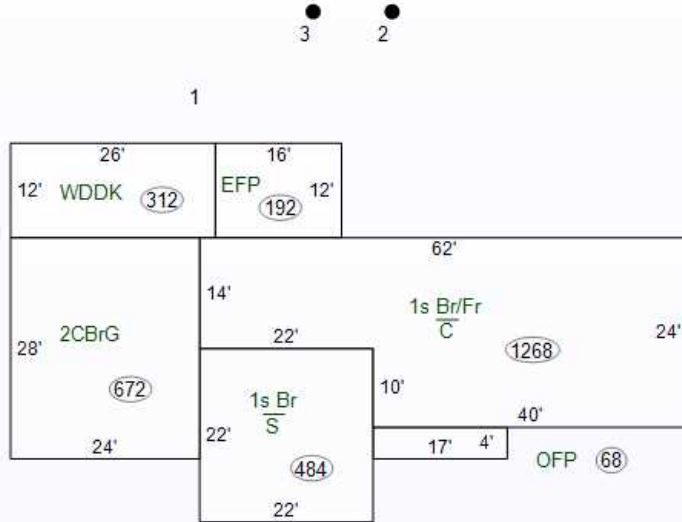 3 2
1
26' 16'
12' WDDK 312 EFP 192 12'
62'
14'
1s Br/Fr
C
24'
2CBrG
22'
28'
1268
672
10'
1s Br
S
40'
22'
17' 4'
24'
OFP 68
484
22'